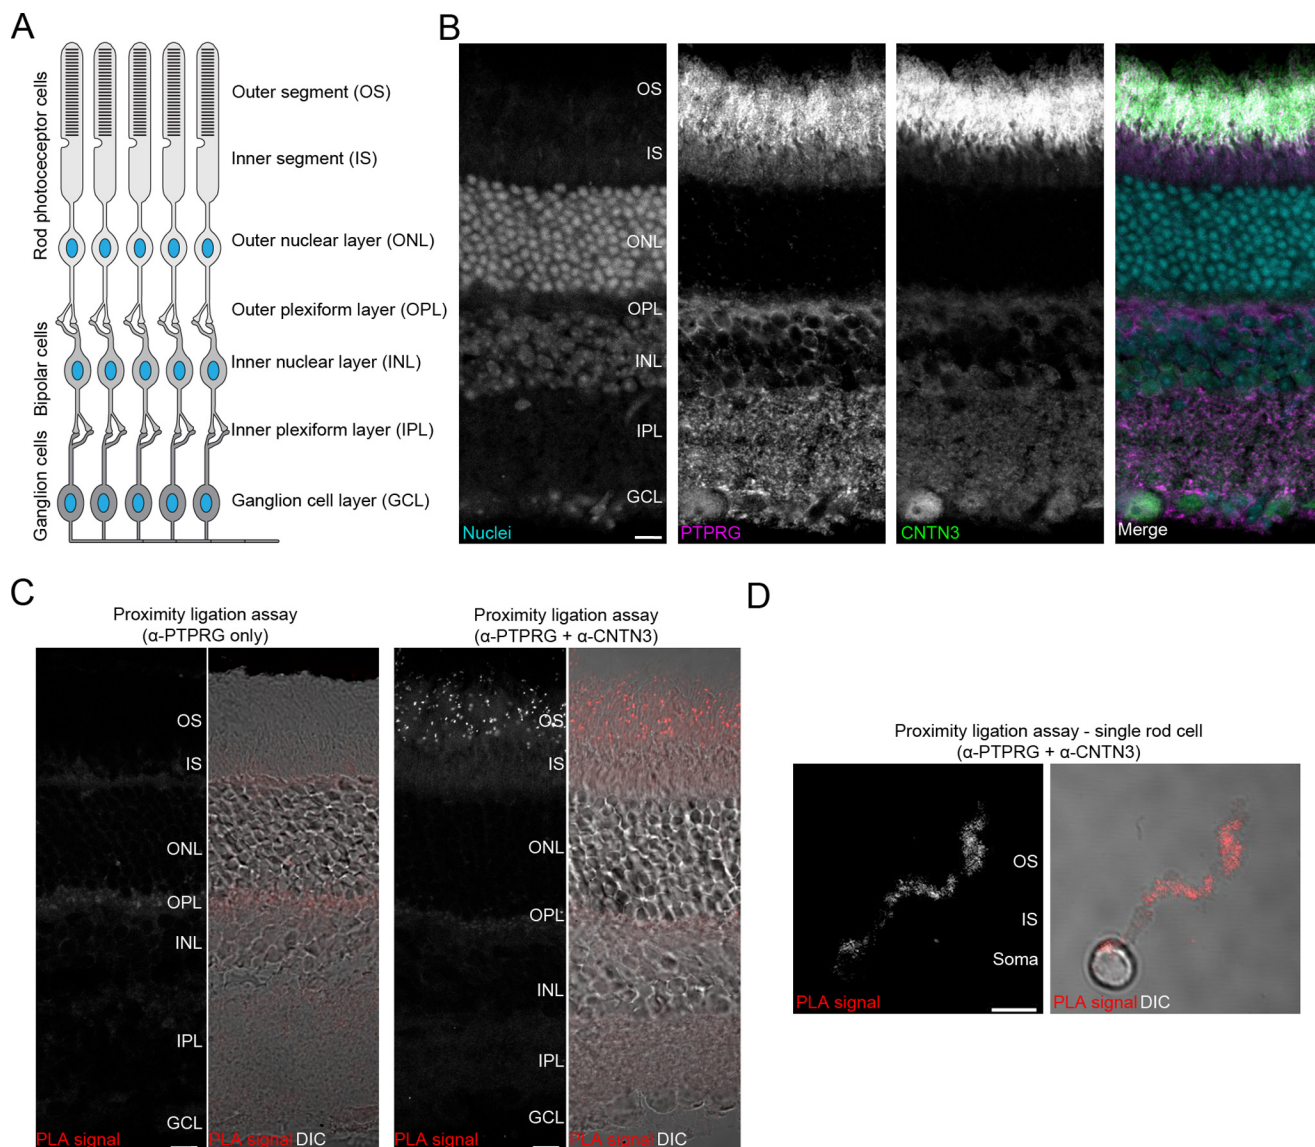 A
Rod photoceceptor cells
Bipolar cells
Ganglion cells
Outer segment (OS)
Inner segment (IS)
Outer nuclear layer (ONL)
Outer plexiform layer (OPL)
Inner nuclear layer (INL)
Inner plexiform layer (IPL)
Ganglion cell layer (GCL)
B
OS
IS
ONL
OPL
INL
IPL
GCL
Nuclei
PTPRG
CNTN3
Merge
C
Proximity ligation assay
(α-PTPRG only)
OS
IS
ONL
OPL
INL
IPL
GCL
PLA signal
PLA signal DIC
Proximity ligation assay
(α-PTPRG + α-CNTN3)
OS
IS
ONL
OPL
INL
IPL
GCL
PLA signal
PLA signal DIC
D
Proximity ligation assay - single rod cell
(α-PTPRG + α-CNTN3)
OS
IS
Soma
PLA signal
PLA signal DIC